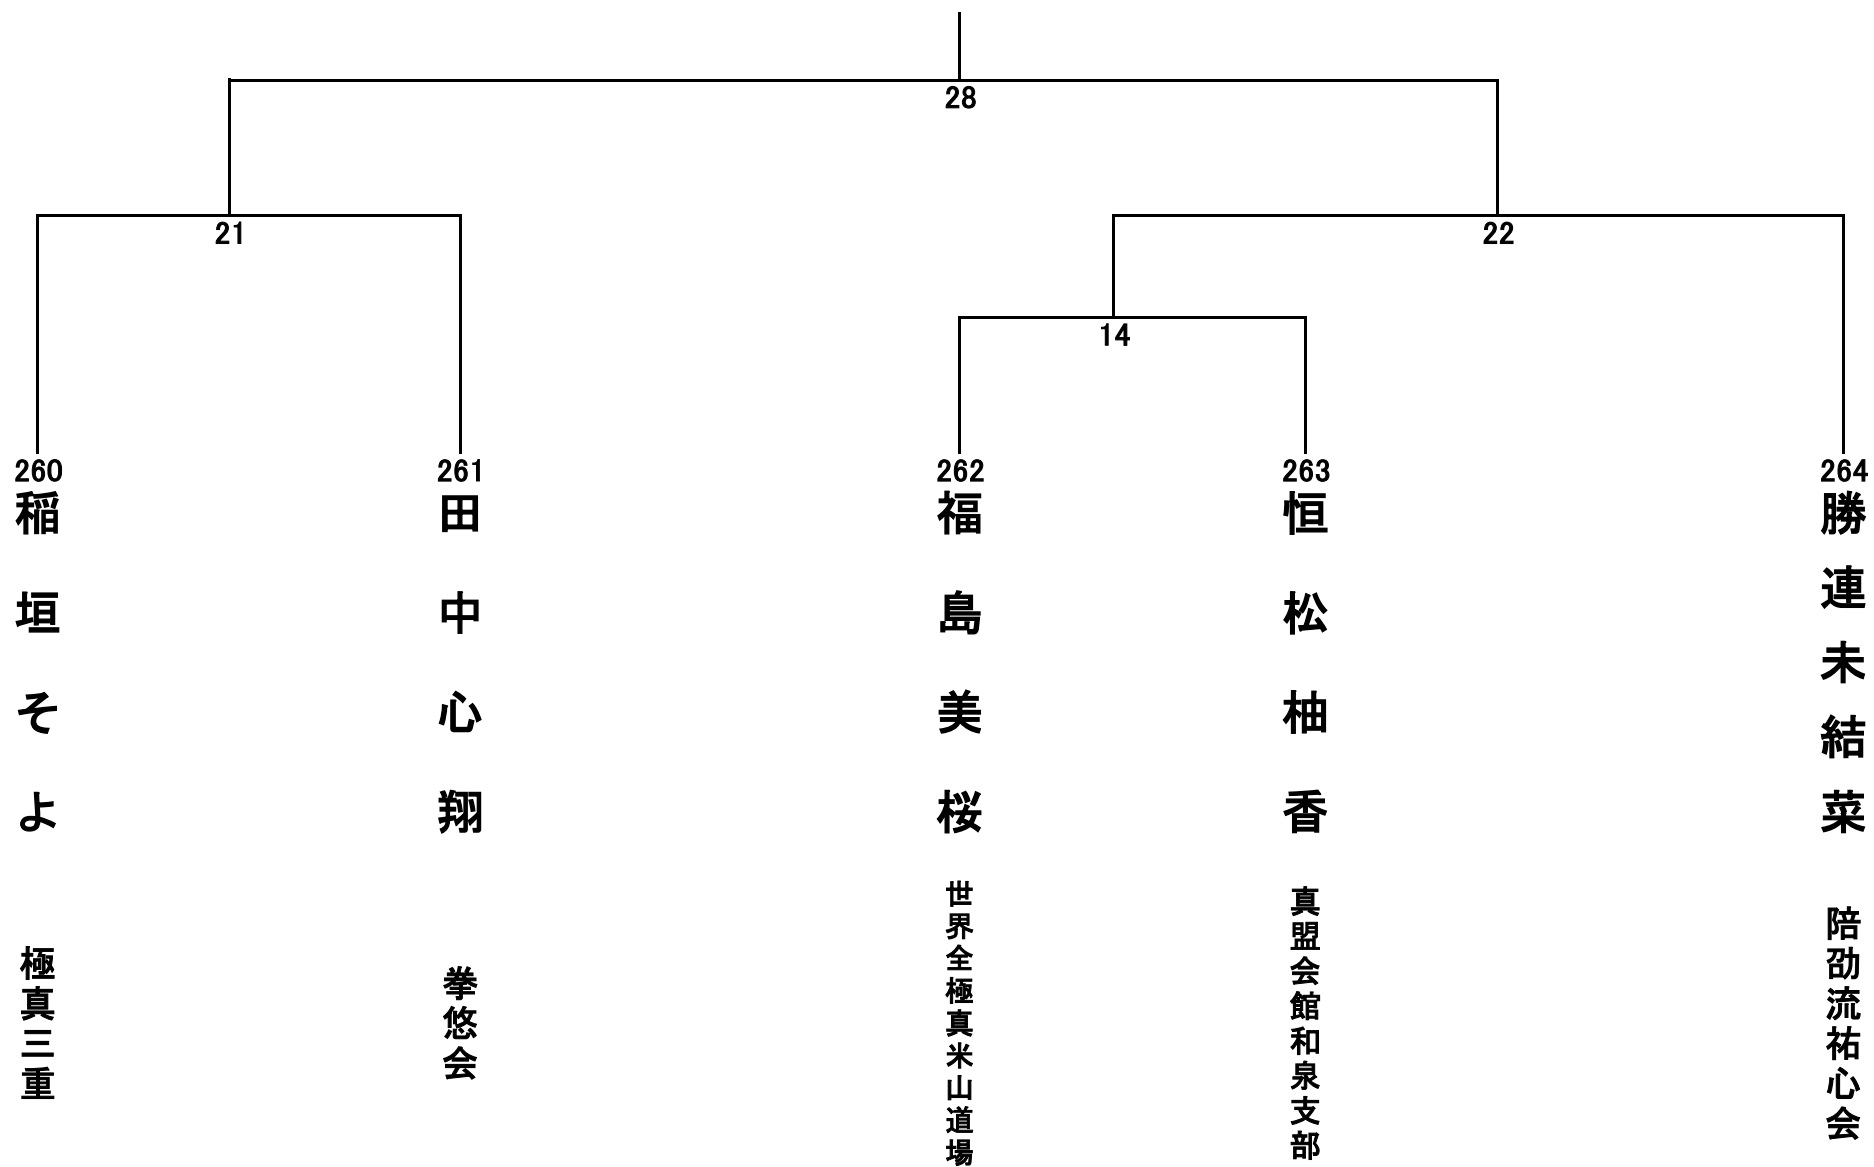 28
21
22
14
260
稲垣そよ
極真三重
261
田中心翔
拳悠会
262
福島美桜
世界全極真米山道場
263
恒松柚香
真盟会館和泉支部
264
勝連未結菜
陪劭流祐心会